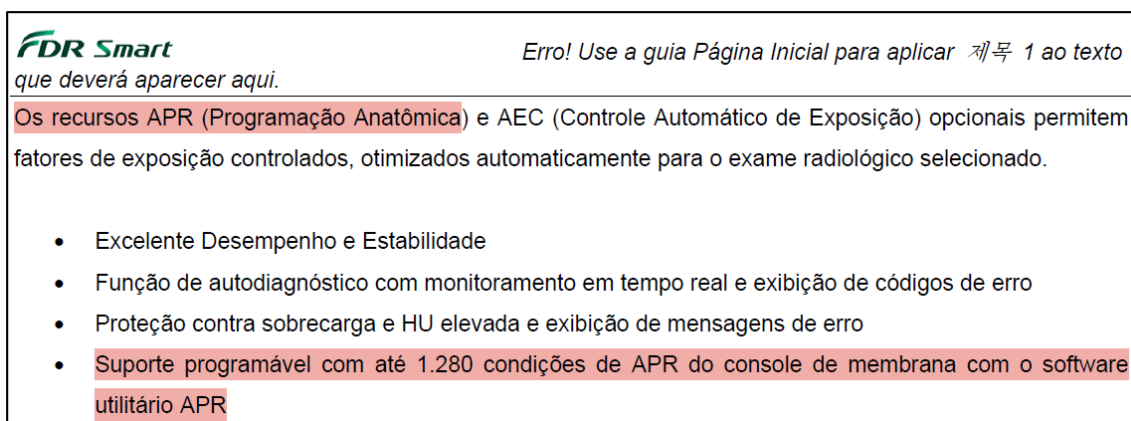 FDR Smart Erro! Use a guia Página Inicial para aplicar 제목 1 ao texto
que deverá aparecer aqui.
Os recursos APR (Programação Anatômica) e AEC (Controle Automático de Exposição) opcionais permitem
fatores de exposição controlados, otimizados automaticamente para o exame radiológico selecionado.
• Excelente Desempenho e Estabilidade
• Função de autodiagnóstico com monitoramento em tempo real e exibição de códigos de erro
• Proteção contra sobrecarga e HU elevada e exibição de mensagens de erro
• Suporte programável com até 1.280 condições de APR do console de membrana com o software
utilitário APR